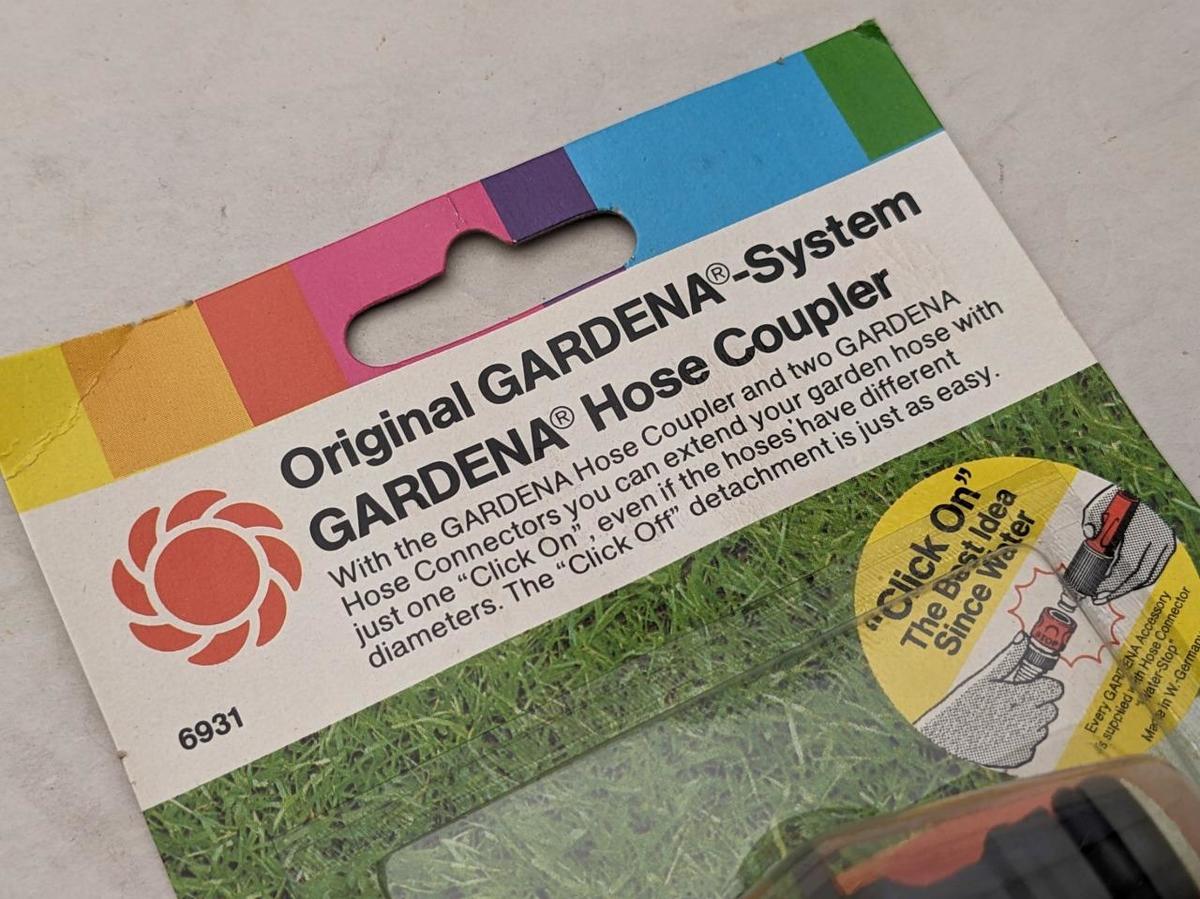 Original GARDENA®-System
GARDENA® Hose Coupler
With the GARDENA Hose Coupler and two GARDENA
Hose Connectors you can extend your garden hose with
just one “Click On”, even if the hoses have different
diameters. The “Click Off” detachment is just as easy.
6931
“Click On”
The Best Idea
Since Water
STOP
Every GARDENA Accessory
is supplied with Hose Connector
Made in W.-German